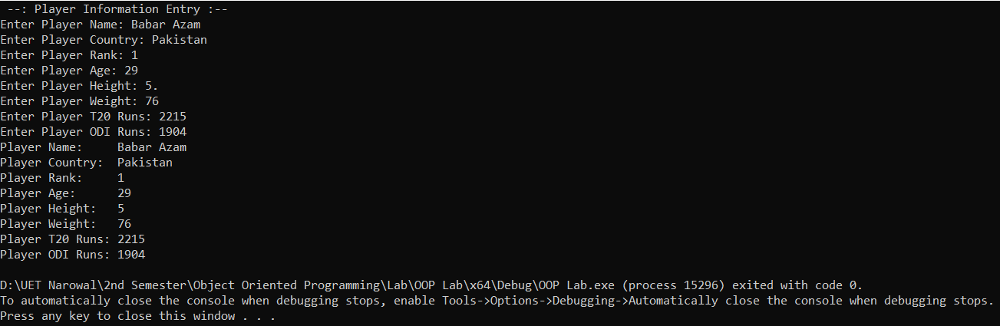 --: Player Information Entry :--
Enter Player Name: Babar Azam
Enter Player Country: Pakistan
Enter Player Rank: 1
Enter Player Age: 29
Enter Player Height: 5.
Enter Player Weight: 76
Enter Player T20 Runs: 2215
Enter Player ODI Runs: 1904
Player Name:     Babar Azam
Player Country:  Pakistan
Player Rank:     1
Player Age:      29
Player Height:   5
Player Weight:   76
Player T20 Runs: 2215
Player ODI Runs: 1904
D:\UET Narowal\2nd Semester\Object Oriented Programming\Lab\OOP Lab\x64\Debug\OOP Lab.exe (process 15296) exited with code 0.
To automatically close the console when debugging stops, enable Tools->Options->Debugging->Automatically close the console when debugging stops.
Press any key to close this window . . .